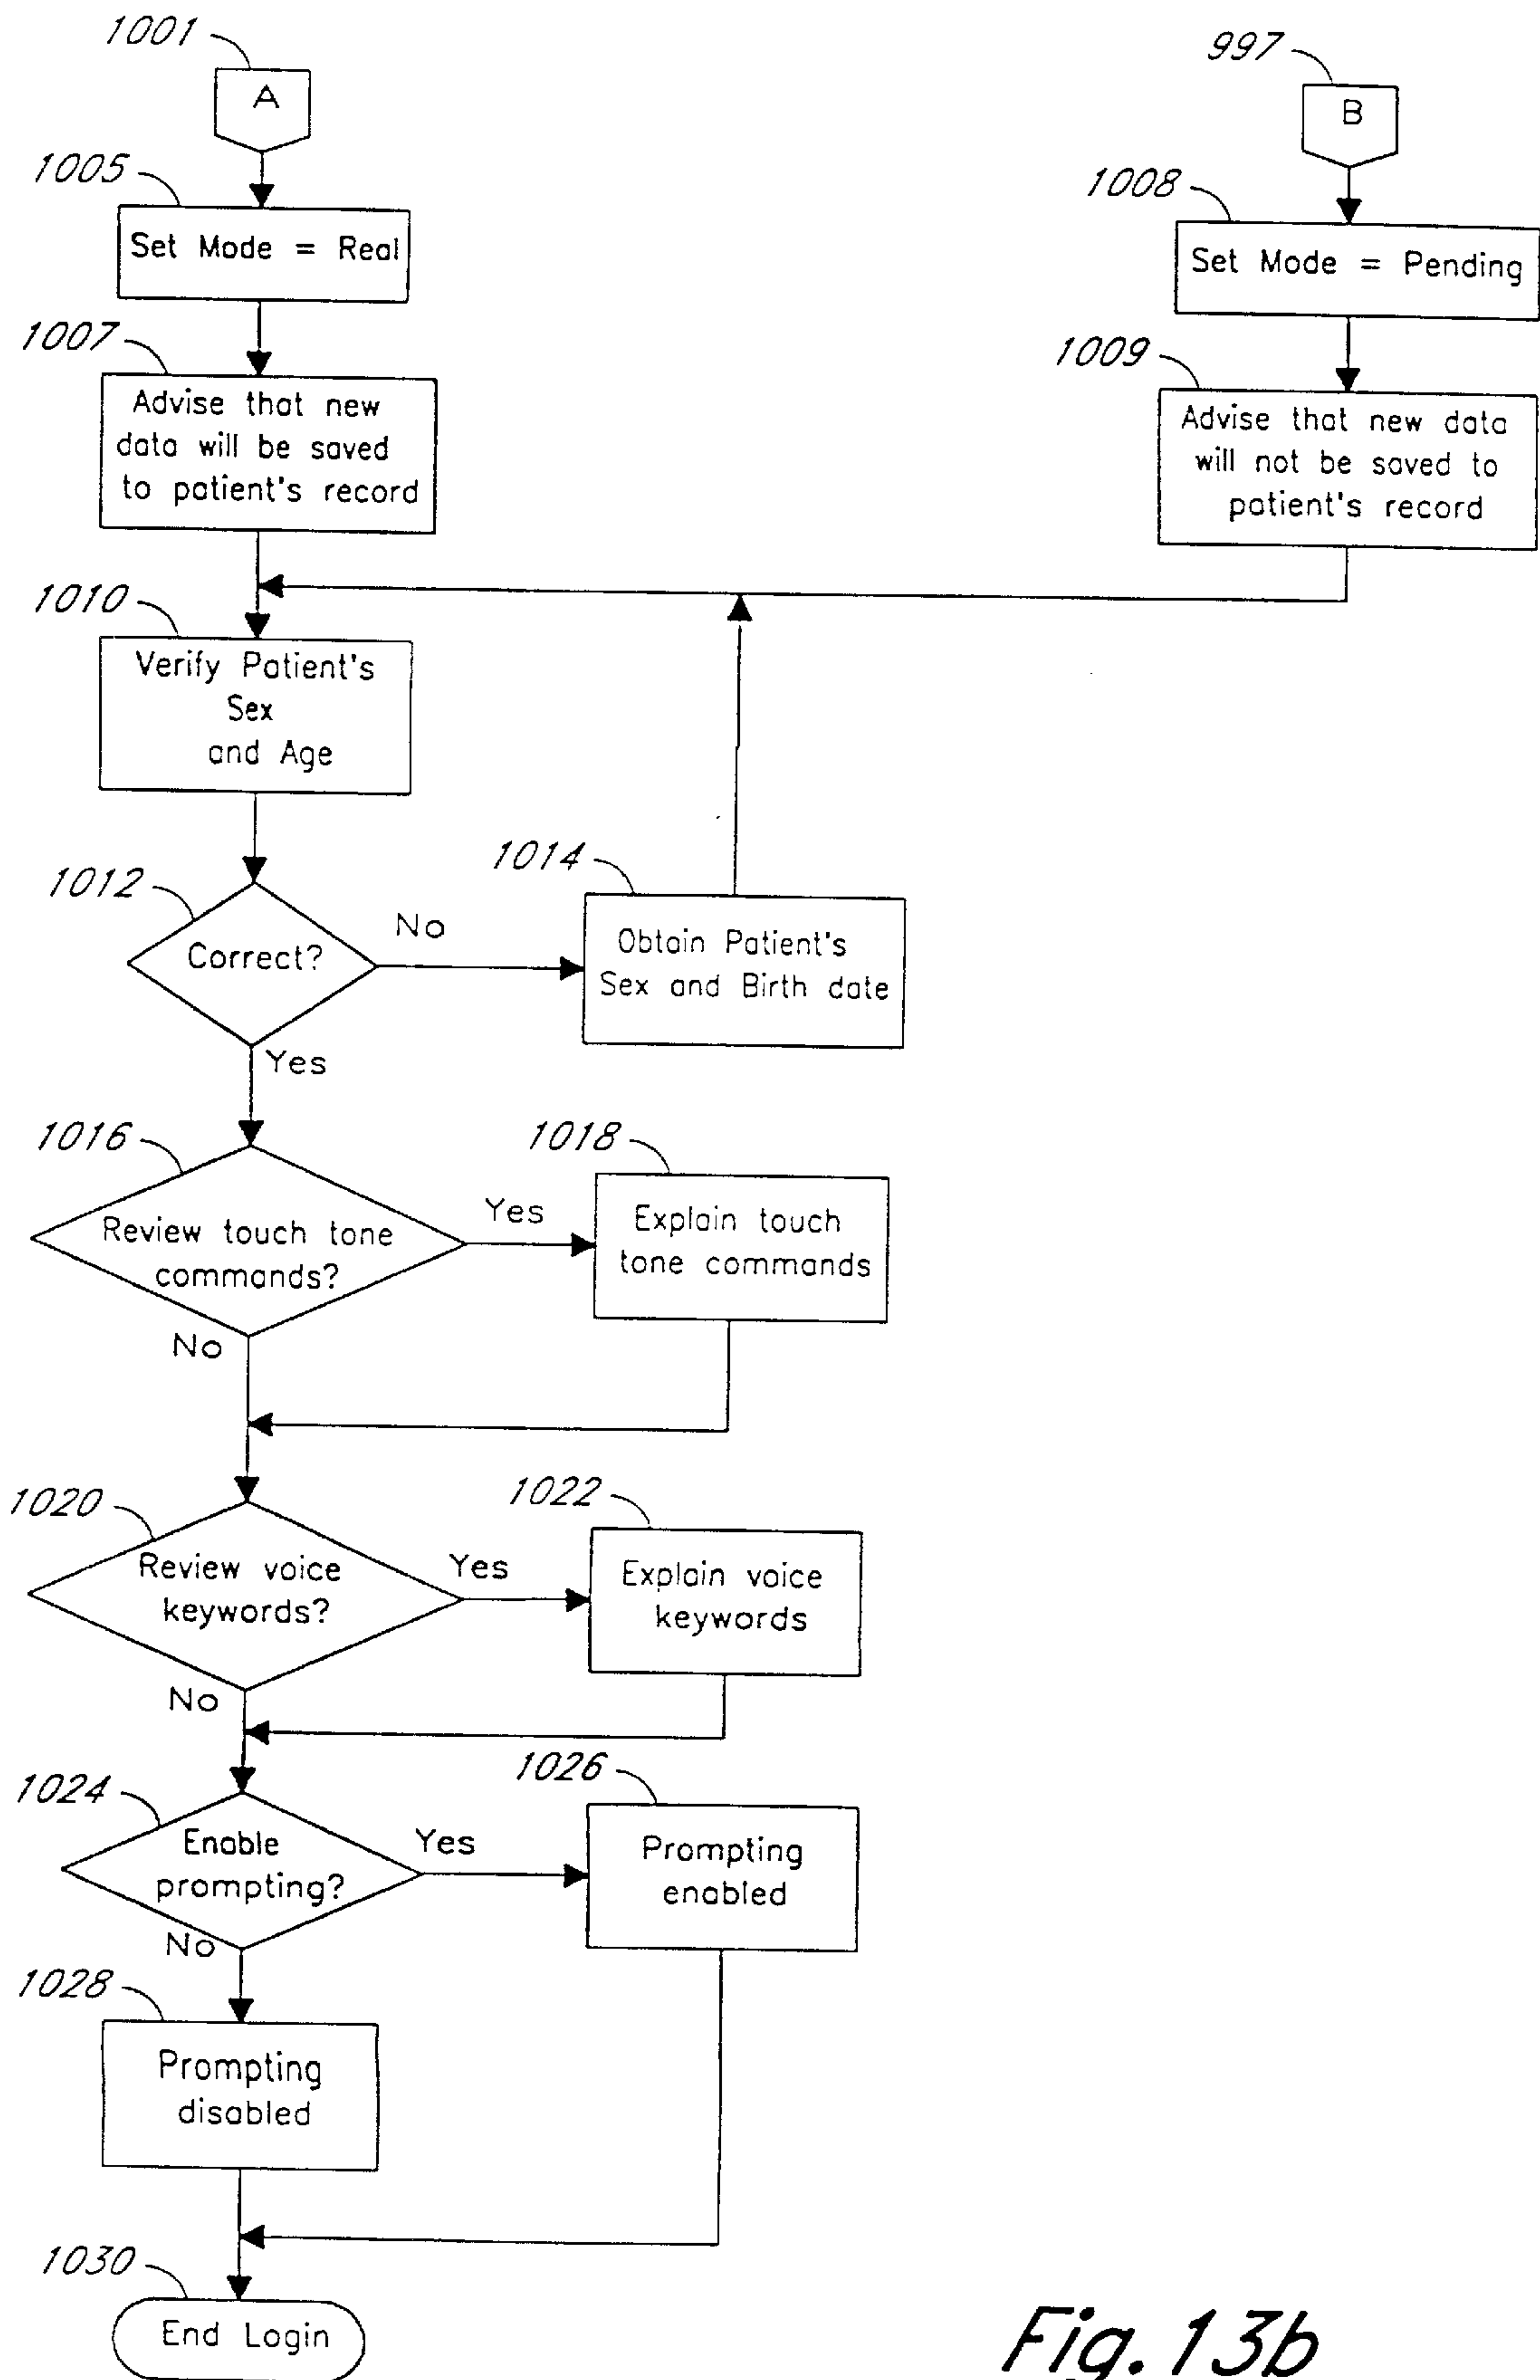 1001
A
997
B
1005
Set Mode = Real
1008
Set Mode = Pending
1007
Advise that new
data will be saved
to patient's record
1009
Advise that new data
will not be saved to
patient's record
1010
Verify Patient's
Sex
and Age
1012
Correct?
No
Yes
1014
Obtain Patient's
Sex and Birth date
1016
Review touch tone
commands?
Yes
No
1018
Explain touch
tone commands
1020
Review voice
keywords?
Yes
No
1022
Explain voice
keywords
1024
Enable
prompting?
Yes
No
1026
Prompting
enabled
1028
Prompting
disabled
1030
End Login
Fig. 13b